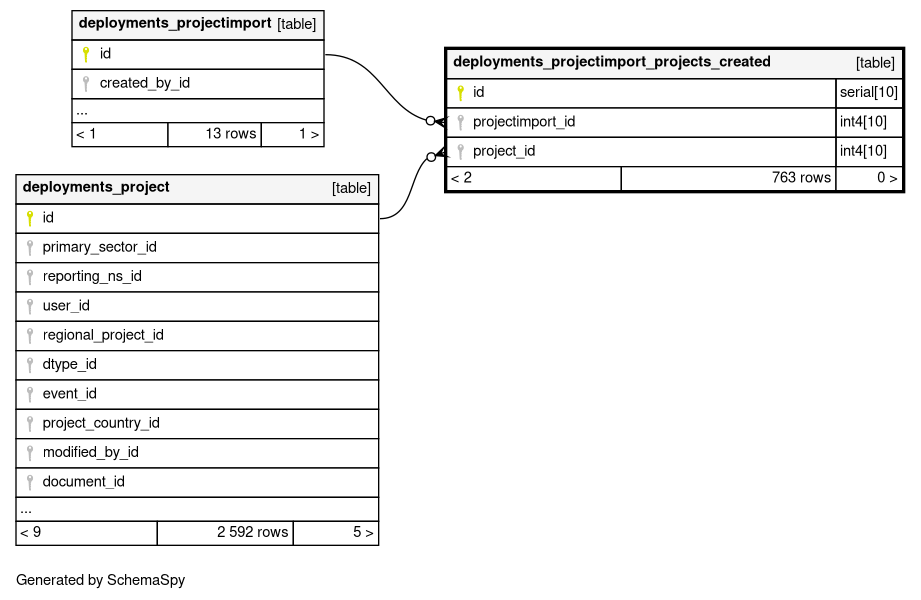 deployments_projectimport [table]
id
created_by_id
...
< 1 13 rows 1 >
deployments_projectimport_projects_created [table]
id serial[10]
projectimport_id int4[10]
project_id int4[10]
< 2 763 rows 0 >
deployments_project [table]
id
primary_sector_id
reporting_ns_id
user_id
regional_project_id
dtype_id
event_id
project_country_id
modified_by_id
document_id
...
< 9 2 592 rows 5 >
Generated by SchemaSpy